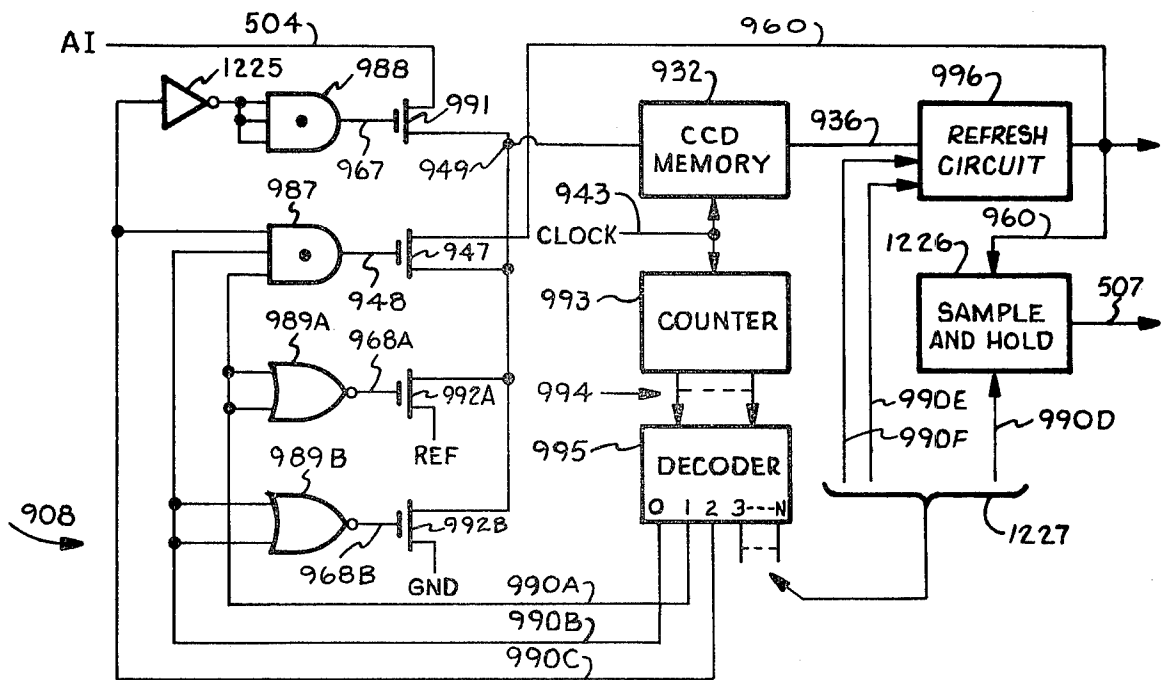 504
960
AI
1225
988
932
996
991
CCD MEMORY
936
REFRESH CIRCUIT
967
949
987
943
CLOCK
960
1226
947
948
993
COUNTER
SAMPLE AND HOLD
507
989A
968A
992A
994
990E
990D
990F
REF
995
DECODER
989B
0 1 2 3----N
908
992B
1227
968B
GND
990A
990B
990C